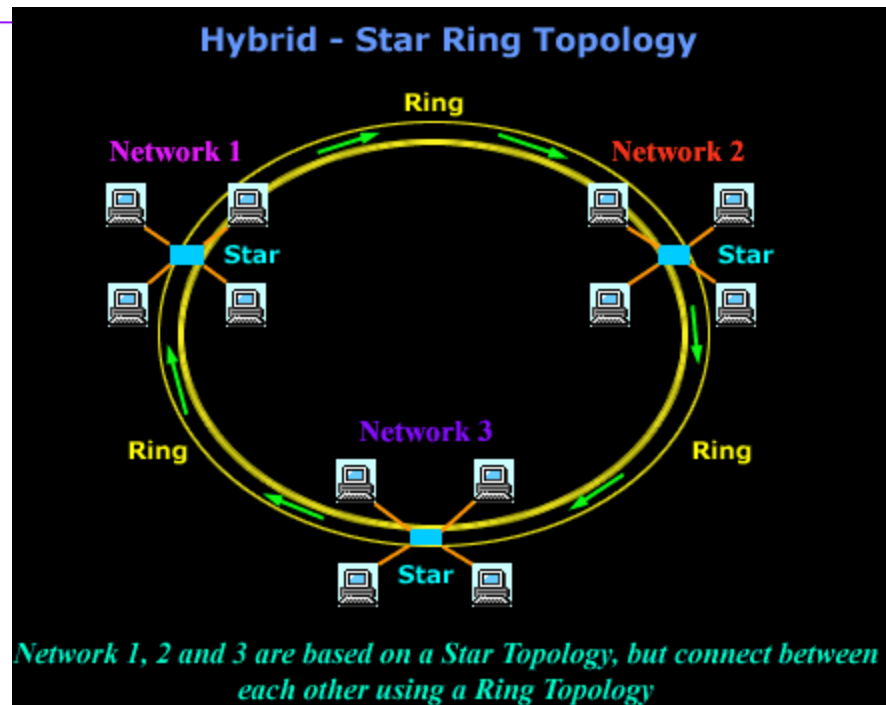 Hybrid - Star Ring Topology
Ring
Network 1
Network 2
Star
Star
Network 3
Ring
Ring
Star
Network 1, 2 and 3 are based on a Star Topology, but connect between
each other using a Ring Topology